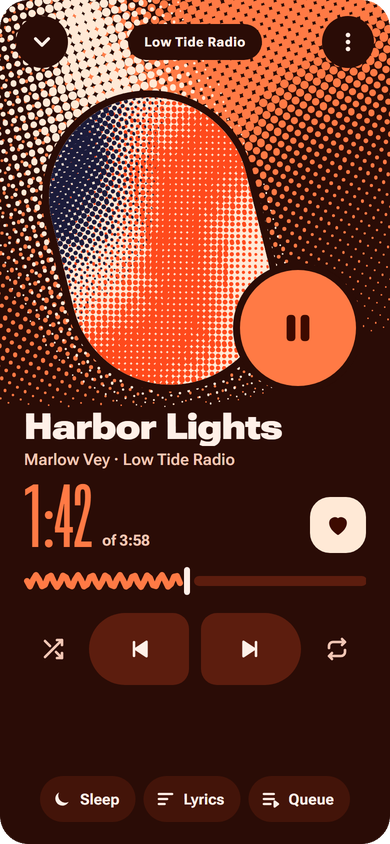 Low Tide Radio
Harbor Lights
Marlow Vey · Low Tide Radio
1:42 of 3:58
Sleep
Lyrics
Queue